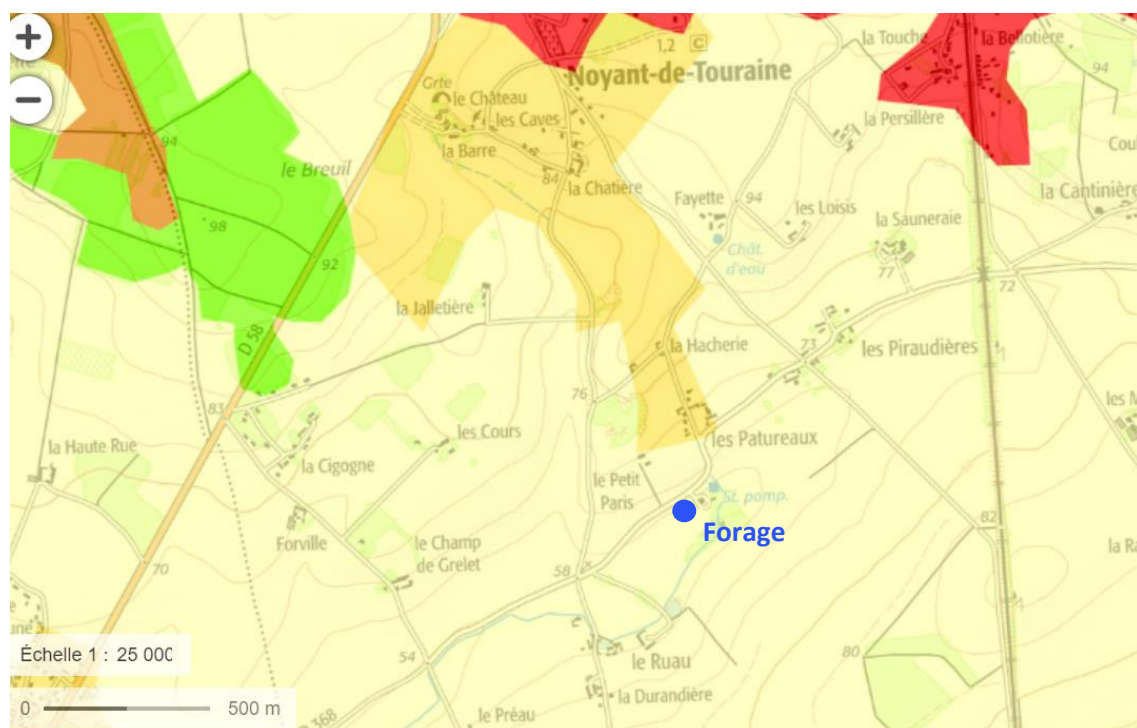 +
−
la Touche
la Bellotière
94
1,2 C
Noyant-de-Touraine
Grte
le Château
les Caves
la Persillère
94
la Barre
Cou
le Breuil
84
la Chatière
la Cantinière
Fayette
94
les Loisis
la Sauneraie
98
92
Chât.
d'eau
77
72
la Jalletière
D 58
la Hacherie
73
les Piraudières
76
83
les Cours
la Haute Rue
les Patureaux
la Cigogne
le Petit
Paris
St. pomp.
Forage
Forville
82
le Champ
de Grelet
58
la Ra
70
Échelle 1 : 25 000
54
le Ruau
80
la Durandière
0 500 m
D 368
le Préau